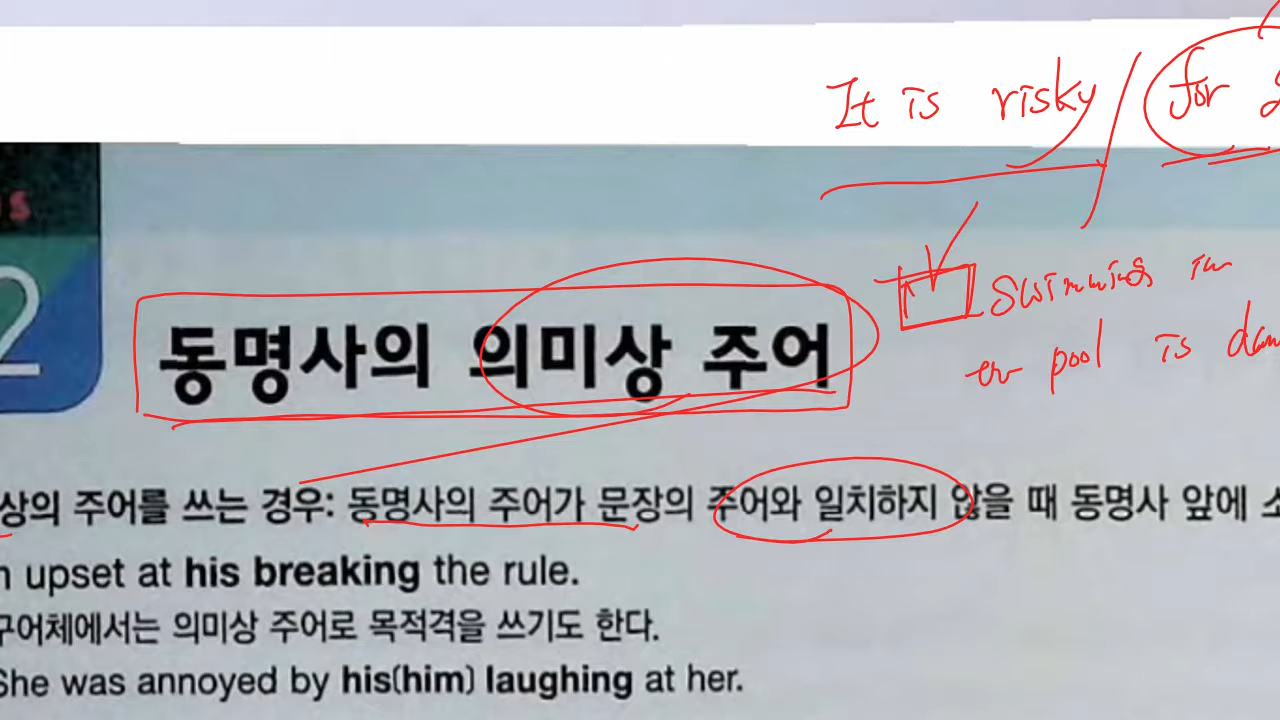 It is risky / for
2
동명사의 의미상 주어
Swimming in
pool is
상의 주어를 쓰는 경우: 동명사의 주어가 문장의 주어와 일치하지 않을 때 동명사 앞에
upset at his breaking the rule.
구어체에서는 의미상 주어로 목적격을 쓰기도 한다.
She was annoyed by his(him) laughing at her.